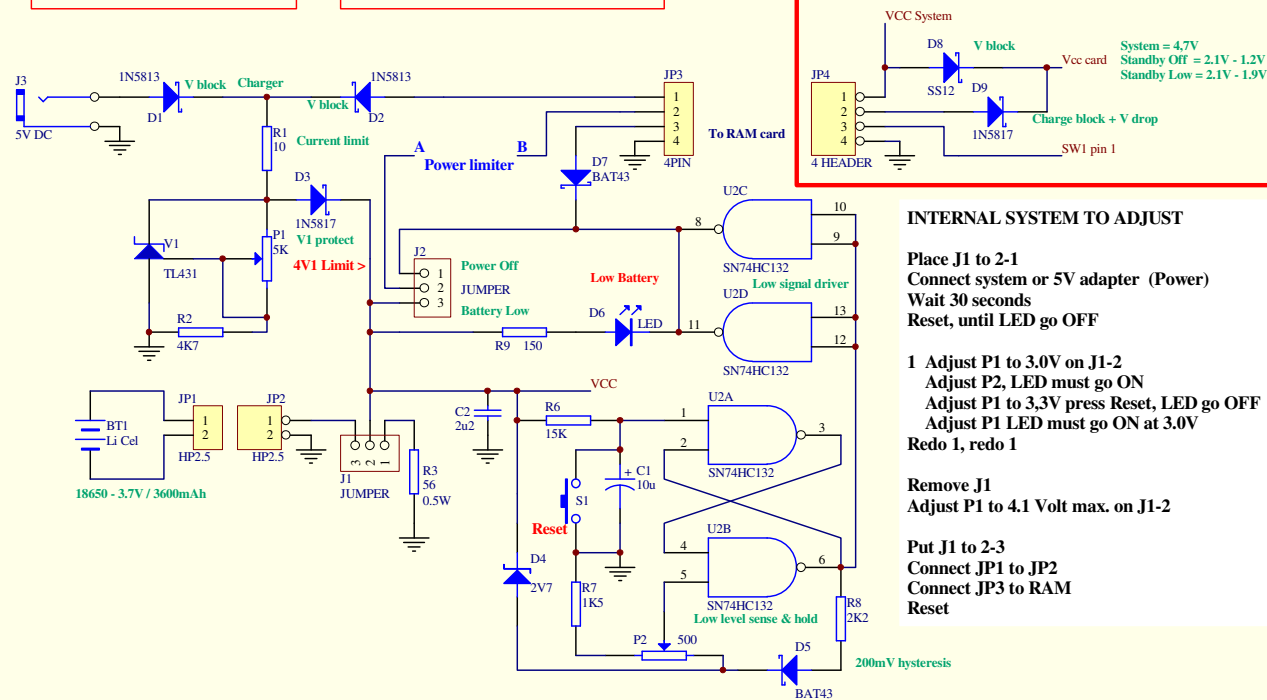 VCC System
D8
V block
System = 4,7V
Standby Off = 2.1V - 1.2V
Standby Low = 2.1V - 1.9V
Vcc card
SS12
JP4
1
2
3
4
4 HEADER
D9
1N5817
Charge block + V drop
SW1 pin 1
J3
5V DC
1N5813
D1
V block
Charger
1N5813
V block
D2
JP3
1
2
3
4
4PIN
To RAM card
R1
10
Current limit
A
B
Power limiter
D7
BAT43
D3
1N5817
V1 protect
4V1 Limit >
V1
TL431
P1
5K
R2
4K7
J2
1
2
3
JUMPER
Power Off
Battery Low
U2C
8
10
9
SN74HC132
Low signal driver
Low Battery
U2D
11
13
12
SN74HC132
D6
LED
R9
150
VCC
BT1
Li Cel
JP1
1
2
HP2.5
JP2
1
2
HP2.5
18650 - 3.7V / 3600mAh
3
2
1
J1
JUMPER
R3
56
0.5W
C2
2u2
R6
15K
S1
Reset
+
C1
10u
U2A
1
2
3
SN74HC132
U2B
4
5
6
SN74HC132
Low level sense & hold
D4
2V7
R7
1K5
P2
500
R8
2K2
D5
BAT43
200mV hysteresis
INTERNAL SYSTEM TO ADJUST
Place J1 to 2-1
Connect system or 5V adapter (Power)
Wait 30 seconds
Reset, until LED go OFF
1 Adjust P1 to 3.0V on J1-2
Adjust P2, LED must go ON
Adjust P1 to 3,3V press Reset, LED go OFF
Adjust P1 LED must go ON at 3.0V
Redo 1, redo 1
Remove J1
Adjust P1 to 4.1 Volt max. on J1-2
Put J1 to 2-3
Connect JP1 to JP2
Connect JP3 to RAM
Reset